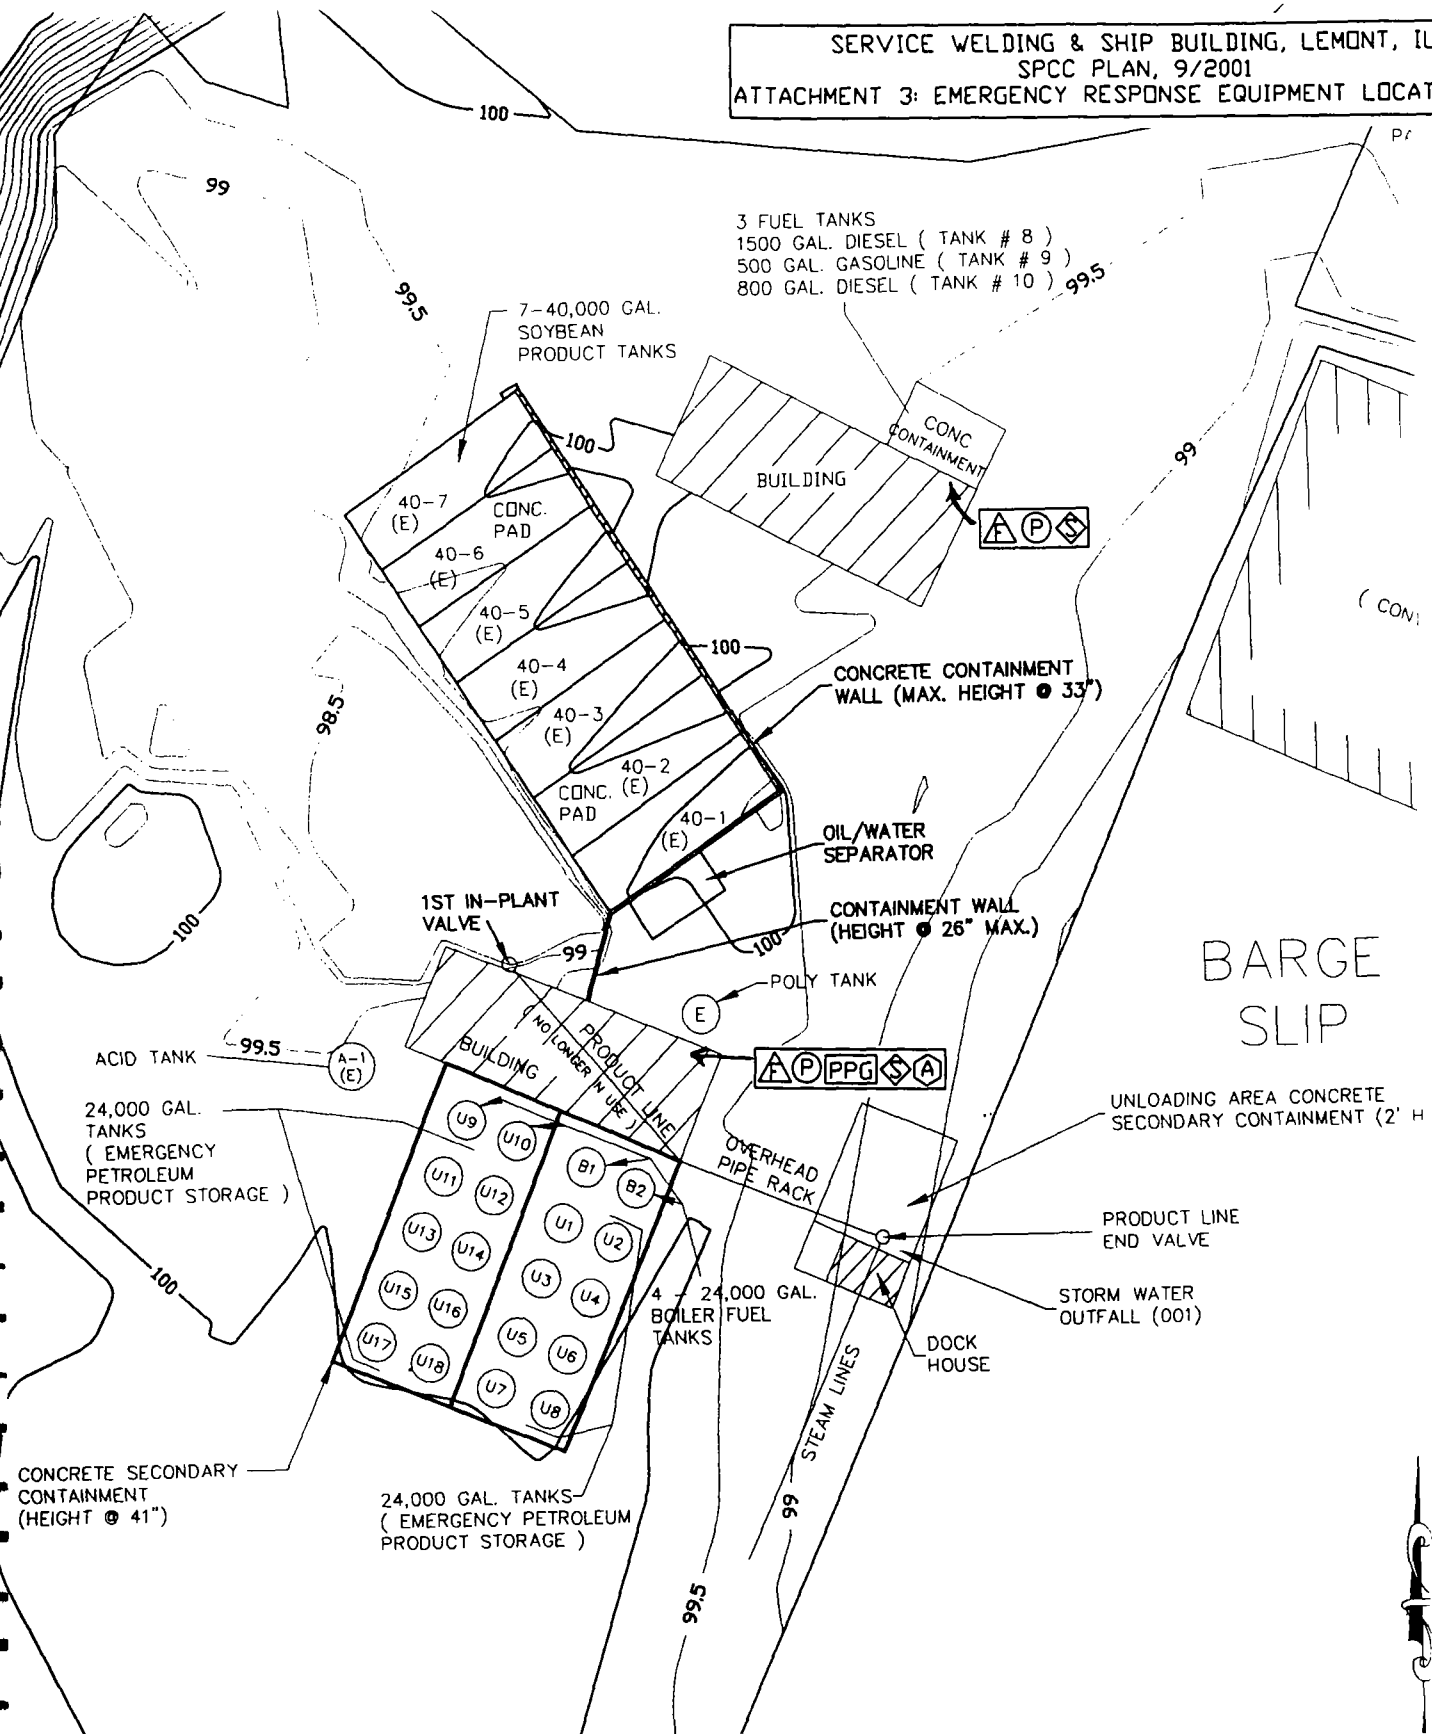 SERVICE WELDING & SHIP BUILDING, LEMONT, IL
SPCC PLAN, 9/2001
ATTACHMENT 3: EMERGENCY RESPONSE EQUIPMENT LOCAT
100
99
3 FUEL TANKS
1500 GAL. DIESEL ( TANK # 8 )
500 GAL. GASOLINE ( TANK # 9 )
800 GAL. DIESEL ( TANK # 10 )
99.5
99.5
7-40,000 GAL.
SOYBEAN
PRODUCT TANKS
100
CONC
CONTAINMENT
BUILDING
99
40-7
(E)
CONC.
PAD
F P S
40-6
(E)
40-5
(E)
( CON
40-4
(E)
100
CONCRETE CONTAINMENT
WALL (MAX. HEIGHT @ 33")
98.5
40-3
(E)
40-2
(E)
CONC.
PAD
40-1
(E)
OIL/WATER
SEPARATOR
1ST IN-PLANT
VALVE
CONTAINMENT WALL
(HEIGHT @ 26" MAX.)
100
99
100
BARGE
SLIP
POLY TANK
E
PRODUCT LINE
( NO LONGER IN USE )
BUILDING
99.5
ACID TANK
A-1
(E)
F P PPG S A
24,000 GAL.
TANKS
( EMERGENCY
PETROLEUM
PRODUCT STORAGE )
UNLOADING AREA CONCRETE
SECONDARY CONTAINMENT (2' H
U9
U10
B1
B2
OVERHEAD
PIPE RACK
U11
U12
U1
U2
PRODUCT LINE
END VALVE
U13
U14
U3
U4
100
4 - 24,000 GAL.
BOILER FUEL
TANKS
STORM WATER
OUTFALL (001)
U15
U16
U5
U6
DOCK
HOUSE
U17
U18
U7
U8
STEAM LINES
CONCRETE SECONDARY
CONTAINMENT
(HEIGHT @ 41")
24,000 GAL. TANKS
( EMERGENCY PETROLEUM
PRODUCT STORAGE )
99
99.5